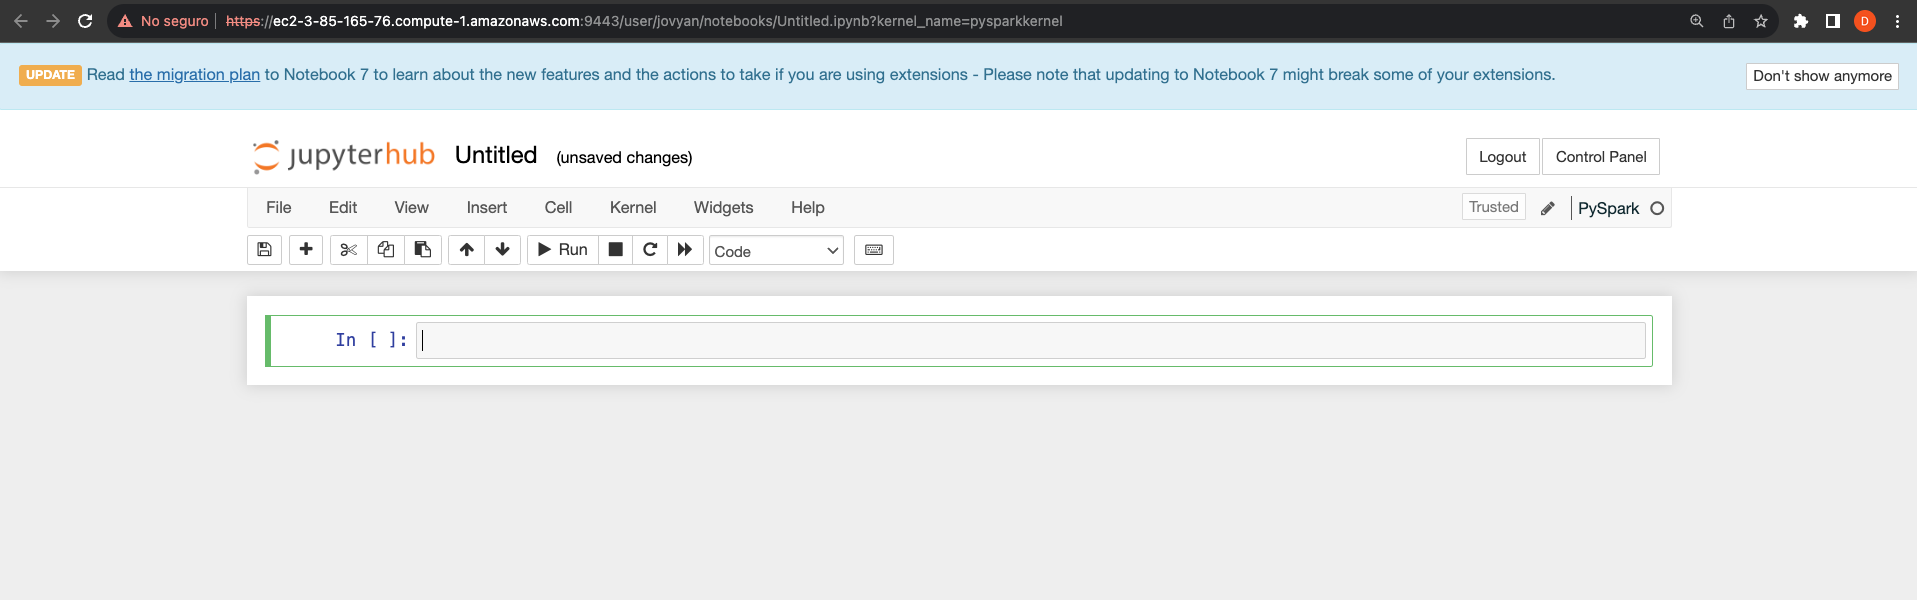 No seguro https://ec2-3-85-165-76.compute-1.amazonaws.com:9443/user/jovyan/notebooks/Untitled.ipynb?kernel_name=pysparkkernel D
UPDATE Read the migration plan to Notebook 7 to learn about the new features and the actions to take if you are using extensions - Please note that updating to Notebook 7 might break some of your extensions. Don't show anymore
jupyterhub Untitled (unsaved changes) Logout Control Panel
File Edit View Insert Cell Kernel Widgets Help Trusted PySpark
Run Code
In [ ]: